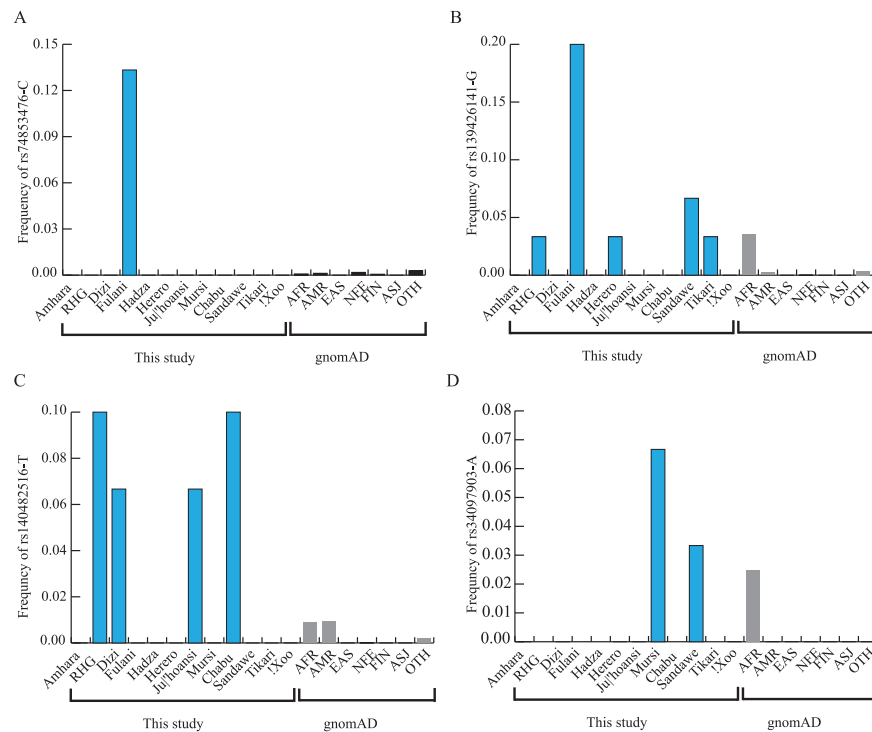 A
Frequency of rs74853476-C
0.15
0.12
0.09
0.06
0.03
0.00
Amhara
RHG
Dizi
Fulani
Hadza
Herero
Ju|'hoansi
Mursi
Chabu
Sandawe
Tikari
!Xoo
AFR
AMR
EAS
NFE
FIN
ASJ
OTH
This study
gnomAD
B
Frequncy of rs139426141-G
0.20
0.15
0.10
0.05
0.00
Amhara
RHG
Dizi
Fulani
Hadza
Herero
Ju|'hoansi
Mursi
Chabu
Sandawe
Tikari
!Xoo
AFR
AMR
EAS
NFE
FIN
ASJ
OTH
This study
gnomAD
C
Frequncy of rs140482516-T
0.10
0.08
0.06
0.04
0.02
0.00
Amhara
RHG
Dizi
Fulani
Hadza
Herero
Ju|'hoansi
Mursi
Chabu
Sandawe
Tikari
!Xoo
AFR
AMR
EAS
NFE
FIN
ASJ
OTH
This study
gnomAD
D
Frequncy of rs34097903-A
0.08
0.07
0.06
0.05
0.04
0.03
0.02
0.01
0.00
Amhara
RHG
Dizi
Fulani
Hadza
Herero
Ju|'hoansi
Mursi
Chabu
Sandawe
Tikari
!Xoo
AFR
AMR
EAS
NFE
FIN
ASJ
OTH
This study
gnomAD